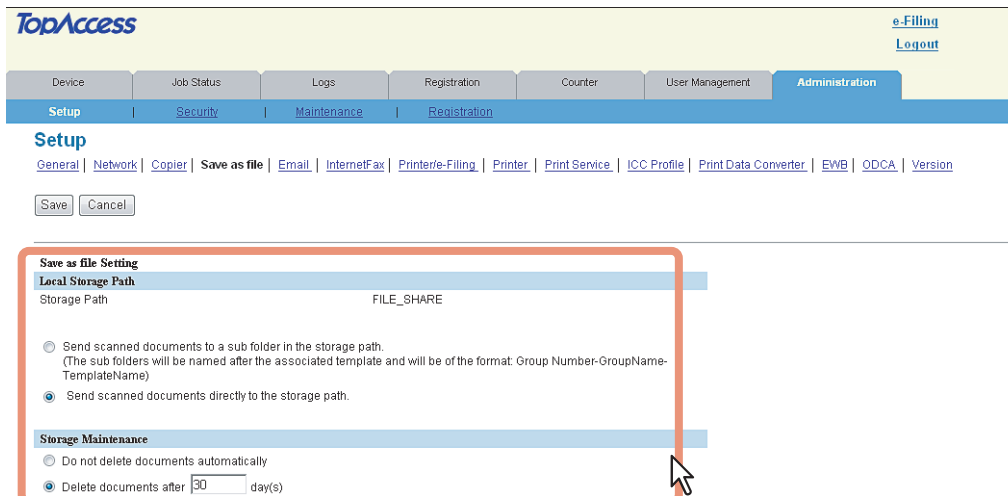 TopAccess
e-Filing
Logout
Device Job Status Logs Registration Counter User Management Administration
Setup | Security | Maintenance | Registration
Setup
General | Network | Copier | Save as file | Email | InternetFax | Printer/e-Filing | Printer | Print Service | ICC Profile | Print Data Converter | EWB | ODCA | Version
Save Cancel
Save as file Setting
Local Storage Path
Storage Path FILE_SHARE
Send scanned documents to a sub folder in the storage path.
(The sub folders will be named after the associated template and will be of the format: Group Number-GroupName-
TemplateName)
Send scanned documents directly to the storage path.
Storage Maintenance
Do not delete documents automatically
Delete documents after 30 day(s)